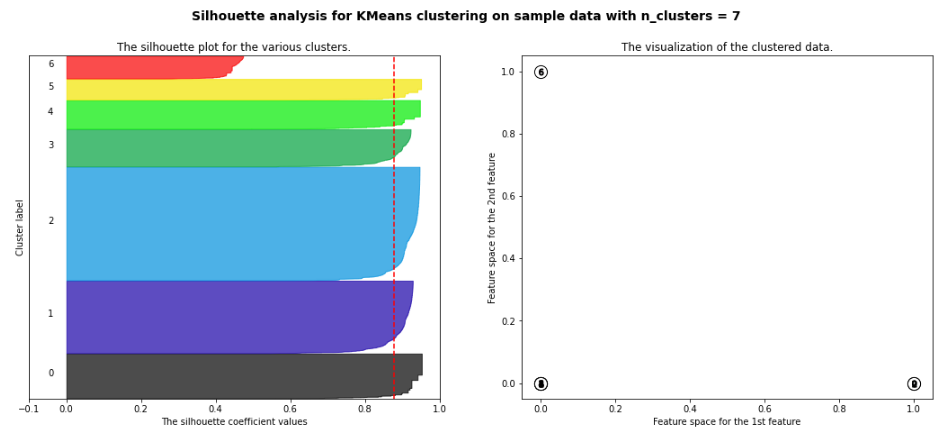 Silhouette analysis for KMeans clustering on sample data with n_clusters = 7
The silhouette plot for the various clusters.
6
5
4
3
2
1
0
Cluster label
−0.1 0.0 0.2 0.4 0.6 0.8 1.0
The silhouette coefficient values
The visualization of the clustered data.
1.0
0.8
0.6
0.4
0.2
0.0
Feature space for the 2nd feature
6
0.0 0.2 0.4 0.6 0.8 1.0
Feature space for the 1st feature